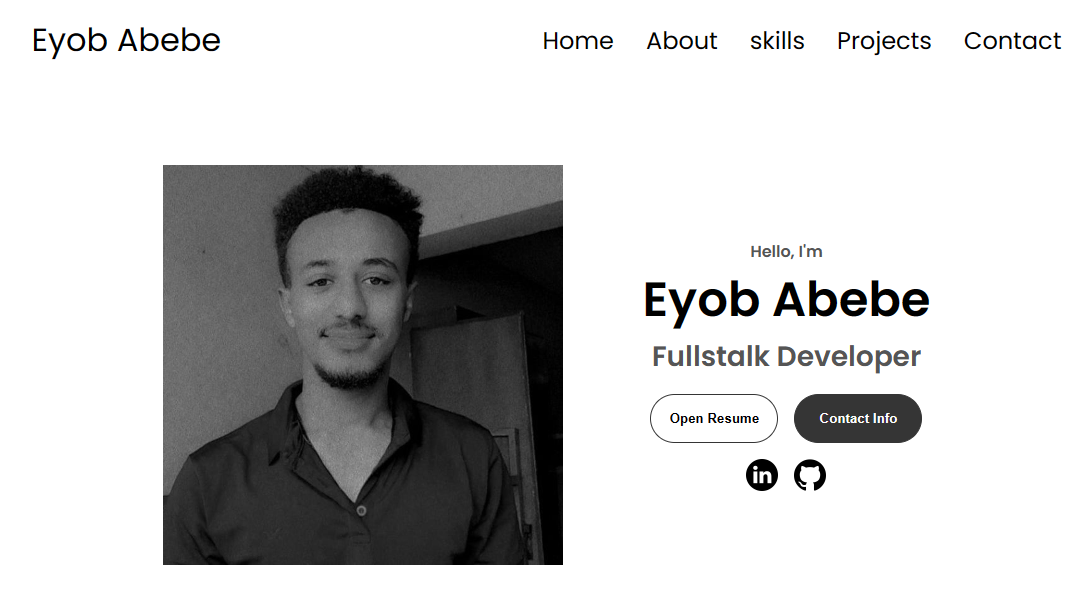 Eyob Abebe
Home About skills Projects Contact
Hello, I'm
Eyob Abebe
Fullstalk Developer
Open Resume Contact Info
in